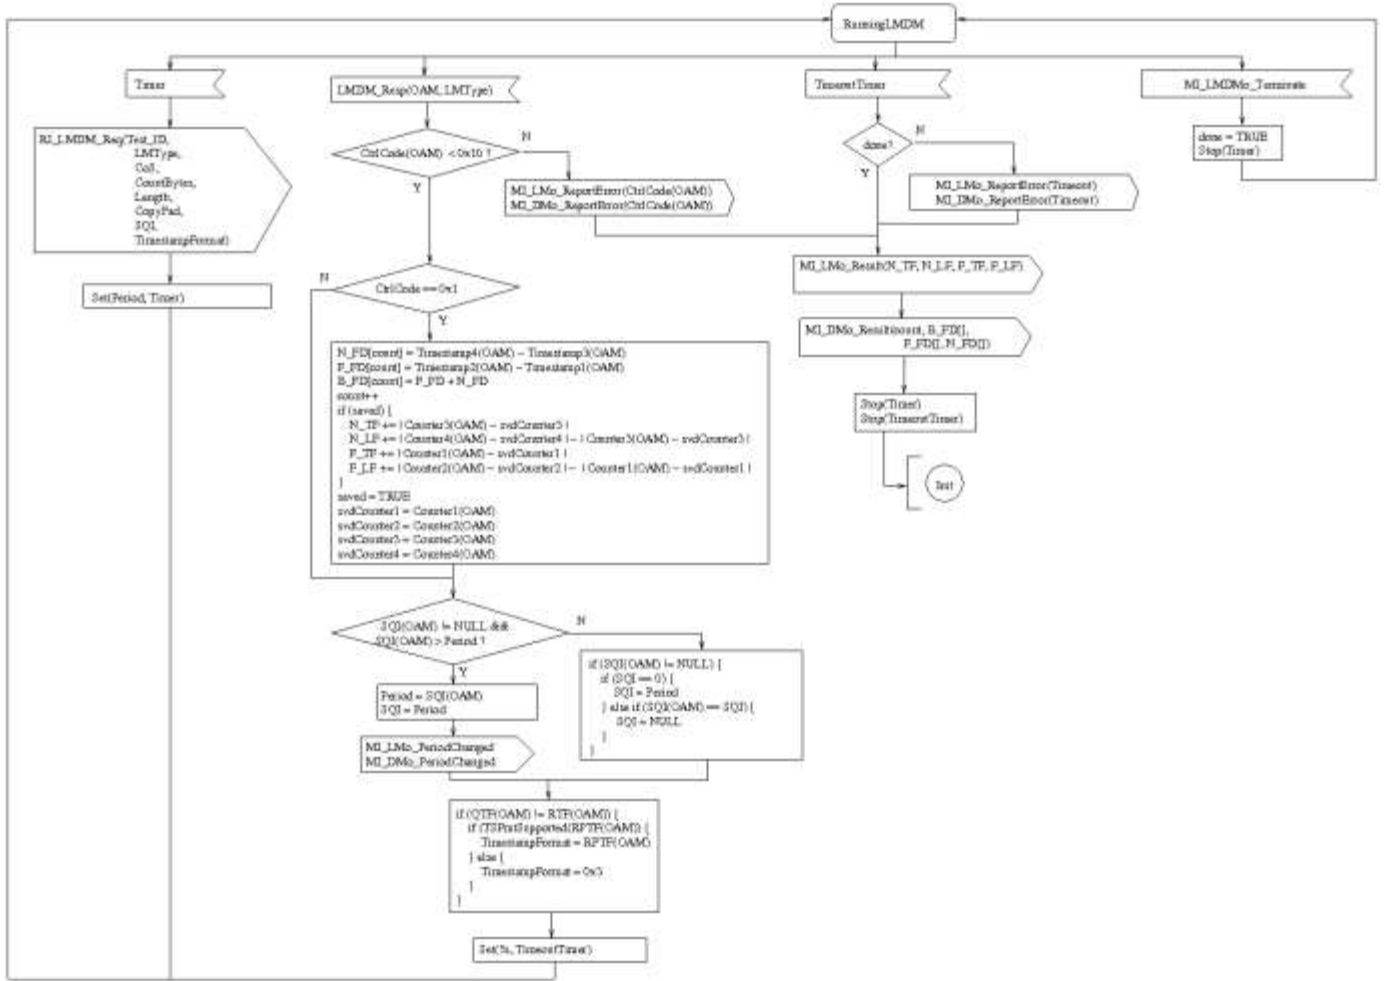 RunningLMDM
Timer
LMDM_Resp(OAM, LMType)
TimeoutTimer
MI_LMDMo_Terminate
RI_LMDM_Req(Test_ID,
LMType,
CoS,
CountBytes,
Length,
CopyPad,
SQI,
TimestampFormat)
Set(Period, Timer)
CtrlCode(OAM) < 0x10 ?
N
Y
MI_LMo_ReportError(CtrlCode(OAM))
MI_DMo_ReportError(CtrlCode(OAM))
done?
N
Y
MI_LMo_ReportError(Timeout)
MI_DMo_ReportError(Timeout)
done = TRUE
Stop(Timer)
MI_LMo_Result(N_TF, N_LF, F_TF, F_LF)
MI_DMo_Result(count, B_FD[],
F_FD[], N_FD[])
Stop(Timer)
Stop(TimeoutTimer)
Init
CtrlCode == 0x1
N
Y
N_FD[count] = Timestamp4(OAM) – Timestamp3(OAM)
F_FD[count] = Timestamp2(OAM) – Timestamp1(OAM)
B_FD[count] = F_FD + N_FD
count++
if (saved) {
N_TF += | Counter3(OAM) – svdCounter3 |
N_LF += | Counter4(OAM) – svdCounter4 | – | Counter3(OAM) – svdCounter3 |
F_TF += | Counter1(OAM) – svdCounter1 |
F_LF += | Counter2(OAM) – svdCounter2 | – | Counter1(OAM) – svdCounter1 |
}
saved = TRUE
svdCounter1 = Counter1(OAM)
svdCounter2 = Counter2(OAM)
svdCounter3 = Counter3(OAM)
svdCounter4 = Counter4(OAM)
SQI(OAM) != NULL &&
SQI(OAM) > Period ?
N
Y
Period = SQI(OAM)
SQI = Period
MI_LMo_PeriodChanged
MI_DMo_PeriodChanged
if (SQI(OAM) != NULL) {
if (SQI == 0) {
SQI = Period
} else if (SQI(OAM) == SQI) {
SQI = NULL
}
}
if (QTF(OAM) != RTF(OAM)) {
if (TSFmtSupported(RPTF(OAM)) {
TimestampFormat = RPTF(OAM)
} else {
TimestampFormat = 0x3
}
}
Set(5s, TimeoutTimer)